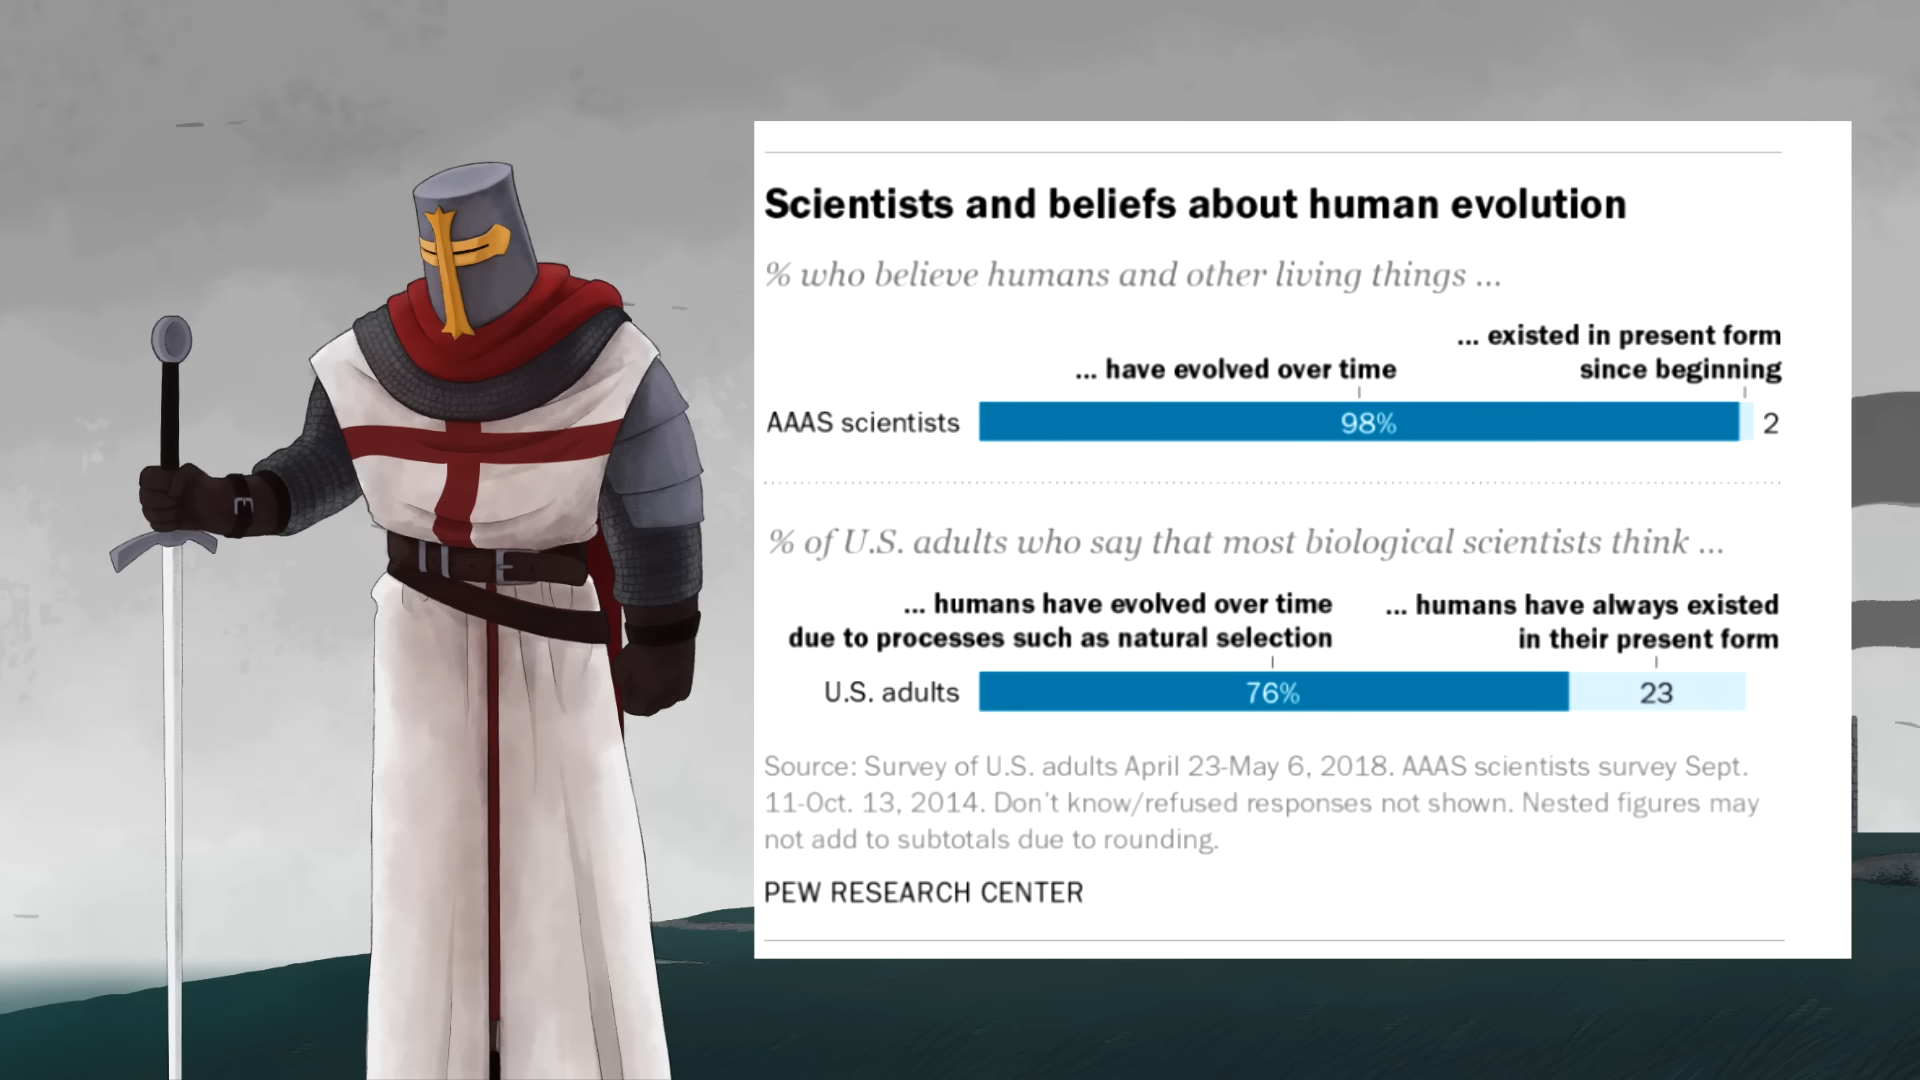 Scientists and beliefs about human evolution
% who believe humans and other living things ...
... have evolved over time
... existed in present form
since beginning
AAAS scientists 98% 2
% of U.S. adults who say that most biological scientists think ...
... humans have evolved over time
due to processes such as natural selection
... humans have always existed
in their present form
U.S. adults 76% 23
Source: Survey of U.S. adults April 23-May 6, 2018. AAAS scientists survey Sept.
11-Oct. 13, 2014. Don't know/refused responses not shown. Nested figures may
not add to subtotals due to rounding.
PEW RESEARCH CENTER